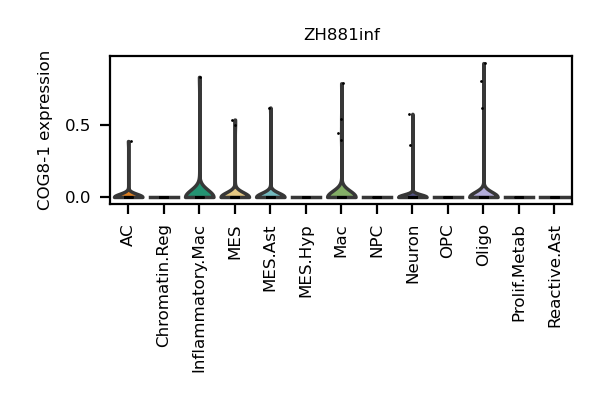 ZH881inf
COG8-1 expression
0.5
0.0
AC
Chromatin.Reg
Inflammatory.Mac
MES
MES.Ast
MES.Hyp
Mac
NPC
Neuron
OPC
Oligo
Prolif.Metab
Reactive.Ast